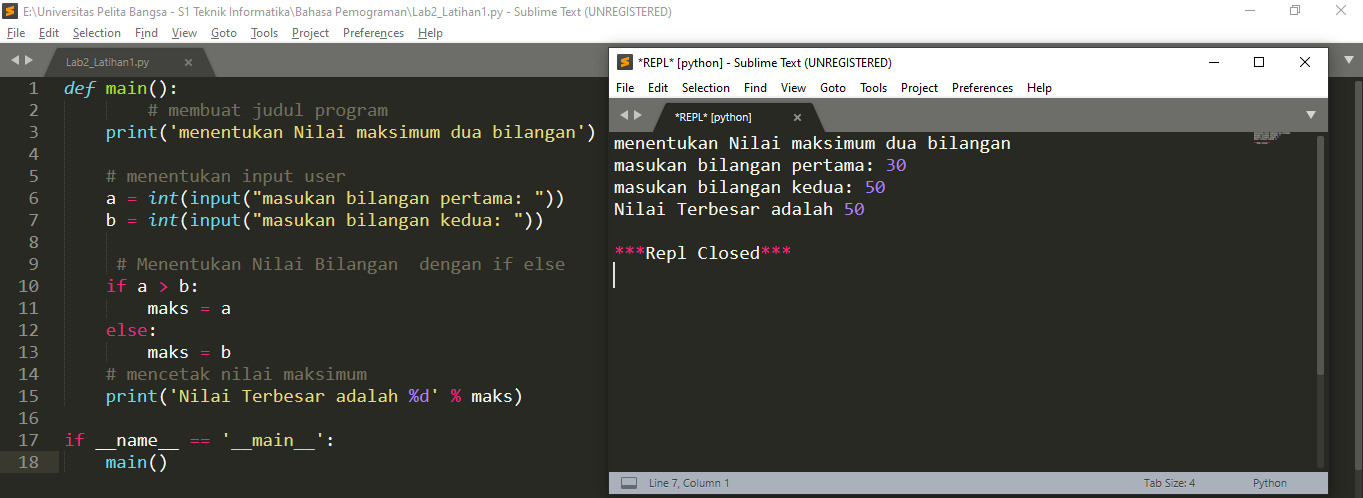 E:\Universitas Pelita Bangsa - S1 Teknik Informatika\Bahasa Pemograman\Lab2_Latihan1.py - Sublime Text (UNREGISTERED)
File Edit Selection Find View Goto Tools Project Preferences Help
Lab2_Latihan1.py
1 def main():
2 # membuat judul program
3 print('menentukan Nilai maksimum dua bilangan')
4
5 # menentukan input user
6 a = int(input("masukan bilangan pertama: "))
7 b = int(input("masukan bilangan kedua: "))
8
9 # Menentukan Nilai Bilangan  dengan if else
10 if a > b:
11 maks = a
12 else:
13 maks = b
14 # mencetak nilai maksimum
15 print('Nilai Terbesar adalah %d' % maks)
16
17 if __name__ == '__main__':
18 main()
*REPL* [python] - Sublime Text (UNREGISTERED)
File Edit Selection Find View Goto Tools Project Preferences Help
*REPL* [python]
menentukan Nilai maksimum dua bilangan
masukan bilangan pertama: 30
masukan bilangan kedua: 50
Nilai Terbesar adalah 50
***Repl Closed***
Line 7, Column 1 Tab Size: 4 Python